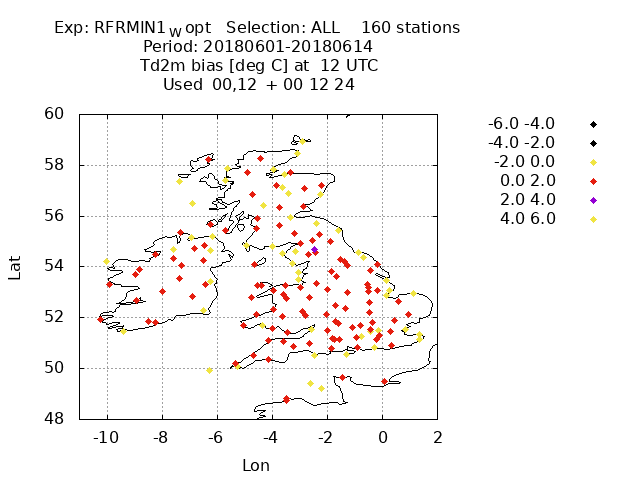 Exp: RFRMIN1_W opt Selection: ALL 160 stations
Period: 20180601-20180614
Td2m bias [deg C] at 12 UTC
Used 00,12 + 00 12 24
60
58
56
54
52
50
48
-10 -8 -6 -4 -2 0 2
Lat
Lon
-6.0 -4.0
-4.0 -2.0
-2.0 0.0
0.0 2.0
2.0 4.0
4.0 6.0